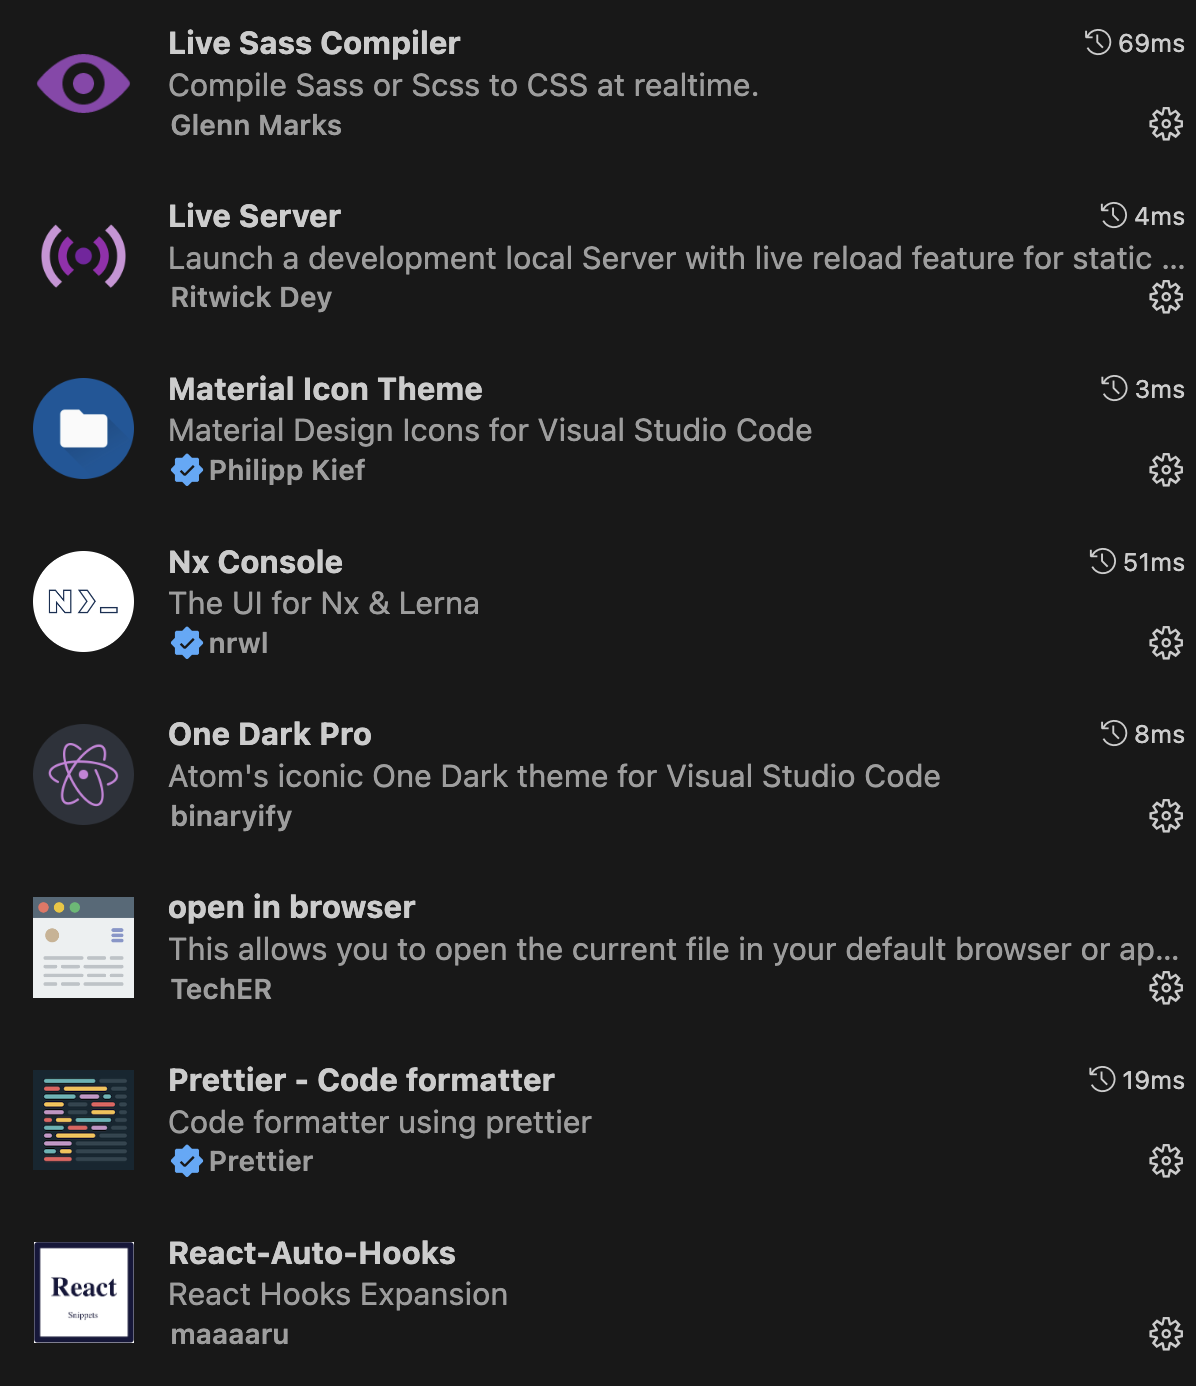 Live Sass Compiler 69ms
Compile Sass or Scss to CSS at realtime.
Glenn Marks
Live Server 4ms
Launch a development local Server with live reload feature for static ...
Ritwick Dey
Material Icon Theme 3ms
Material Design Icons for Visual Studio Code
Philipp Kief
Nx Console 51ms
The UI for Nx & Lerna
nrwl
One Dark Pro 8ms
Atom's iconic One Dark theme for Visual Studio Code
binaryify
open in browser
This allows you to open the current file in your default browser or ap...
TechER
Prettier - Code formatter 19ms
Code formatter using prettier
Prettier
React
Snippets
React-Auto-Hooks
React Hooks Expansion
maaaaru